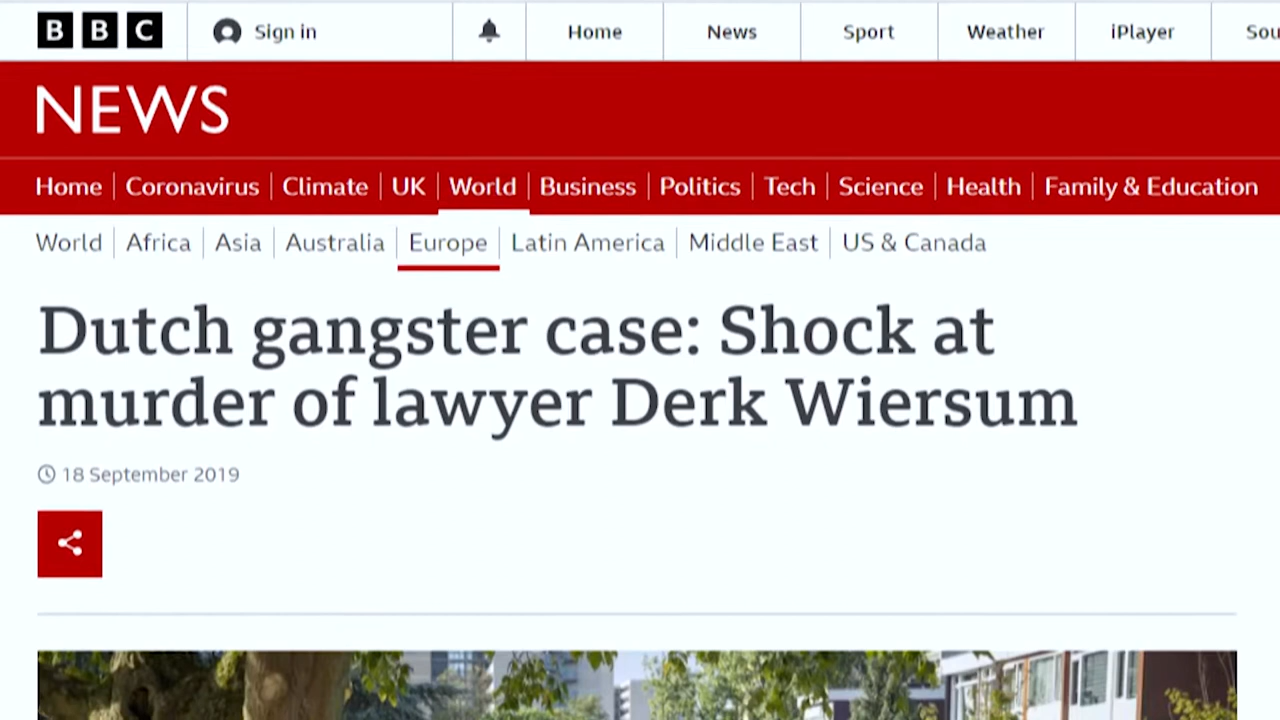 BBC Sign in Home News Sport Weather iPlayer Sou
NEWS
Home Coronavirus Climate UK World Business Politics Tech Science Health Family & Education
World Africa Asia Australia Europe Latin America Middle East US & Canada
Dutch gangster case: Shock at
murder of lawyer Derk Wiersum
18 September 2019